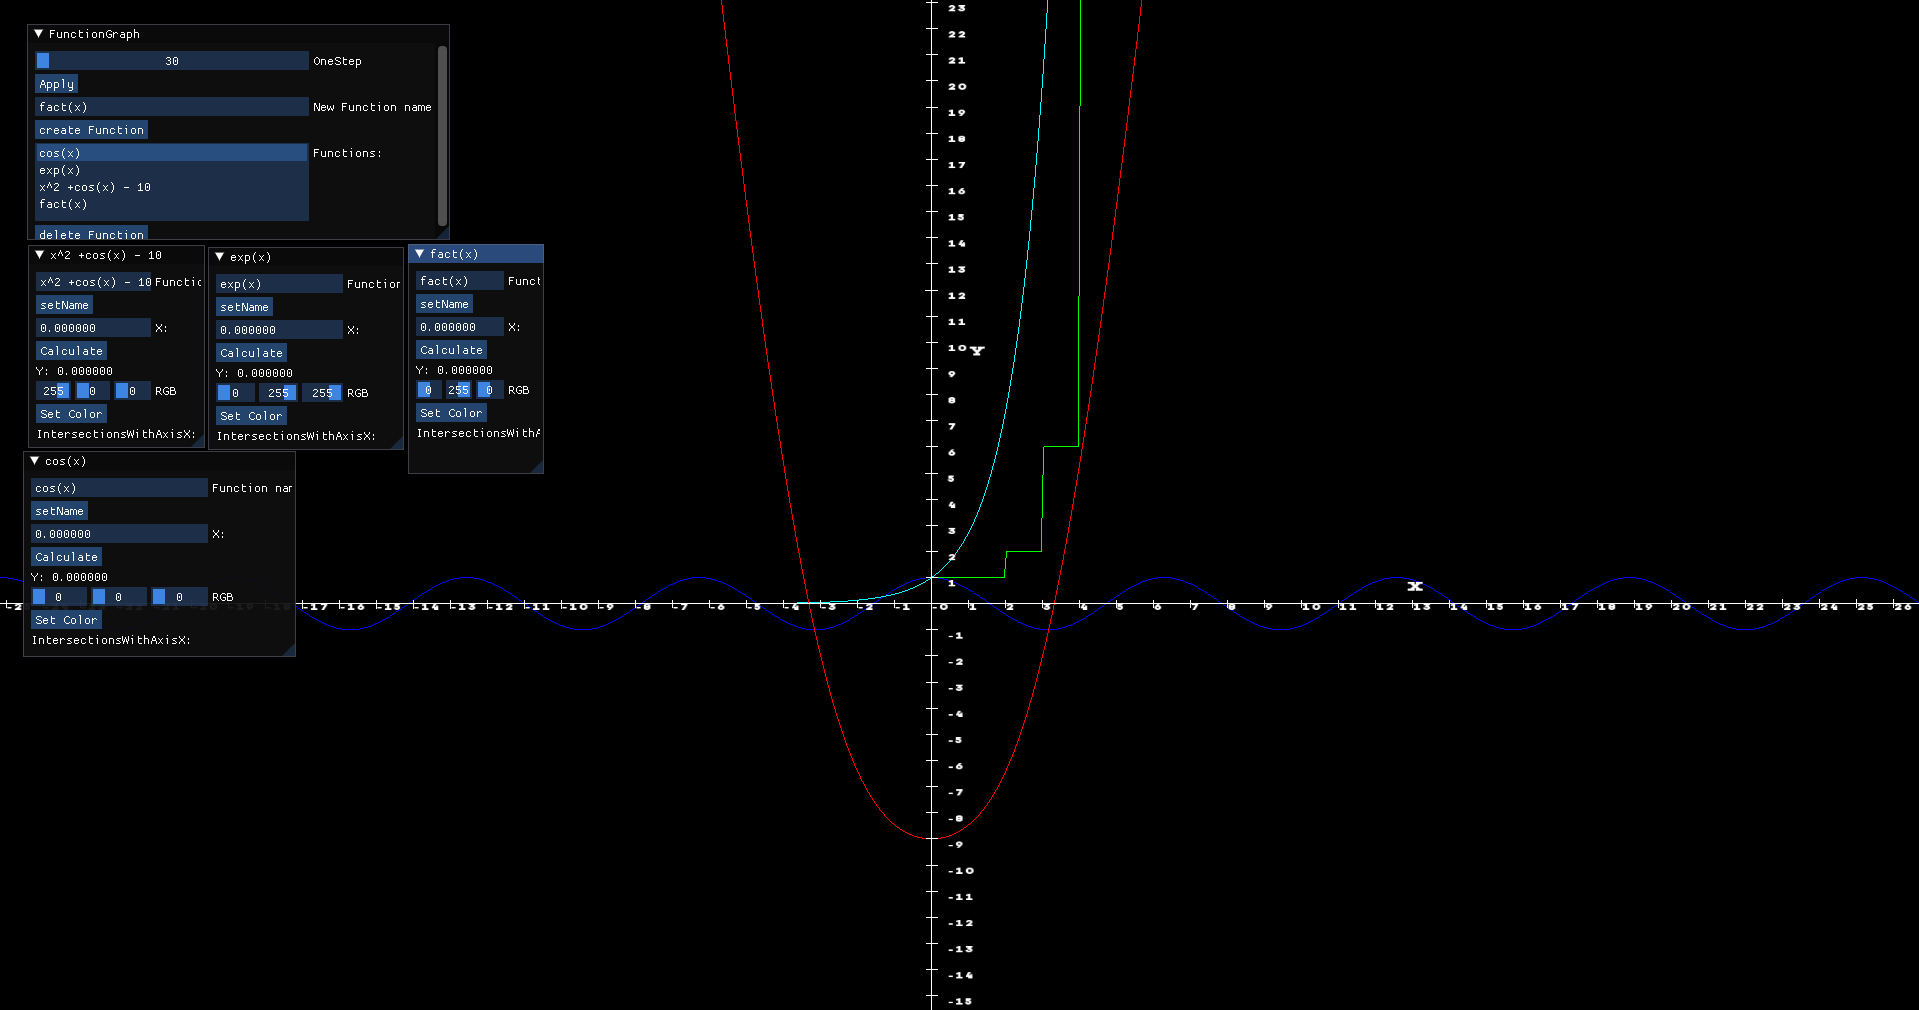 FunctionGraph
30 OneStep
Apply
fact(x) New Function name
create Function
cos(x) Functions:
exp(x)
x^2 +cos(x) - 10
fact(x)
delete Function
x^2 +cos(x) - 10
x^2 +cos(x) - 10 Functio
setName
0.000000 X:
Calculate
Y: 0.000000
255 0 0 RGB
Set Color
IntersectionsWithAxisX:
exp(x)
exp(x) Function
setName
0.000000 X:
Calculate
Y: 0.000000
0 255 255 RGB
Set Color
IntersectionsWithAxisX:
fact(x)
fact(x) Funct
setName
0.000000 X:
Calculate
Y: 0.000000
0 255 0 RGB
Set Color
IntersectionsWithA
cos(x)
cos(x) Function nam
setName
0.000000 X:
Calculate
Y: 0.000000
0 0 0 RGB
Set Color
IntersectionsWithAxisX:
23
22
21
20
19
18
17
16
15
14
13
12
11
10 Y
9
8
7
6
5
4
3
2
1
X
-17 -16 -15 -14 -13 -12 -11 -10 -9 -8 -7 -6 -5 -4 -3 -2 -1 -0 1 2 3 4 5 6 7 8 9 10 11 12 13 14 15 16 17 18 19 20 21 22 23 24 25 26
-1
-2
-3
-4
-5
-6
-7
-8
-9
-10
-11
-12
-13
-14
-15